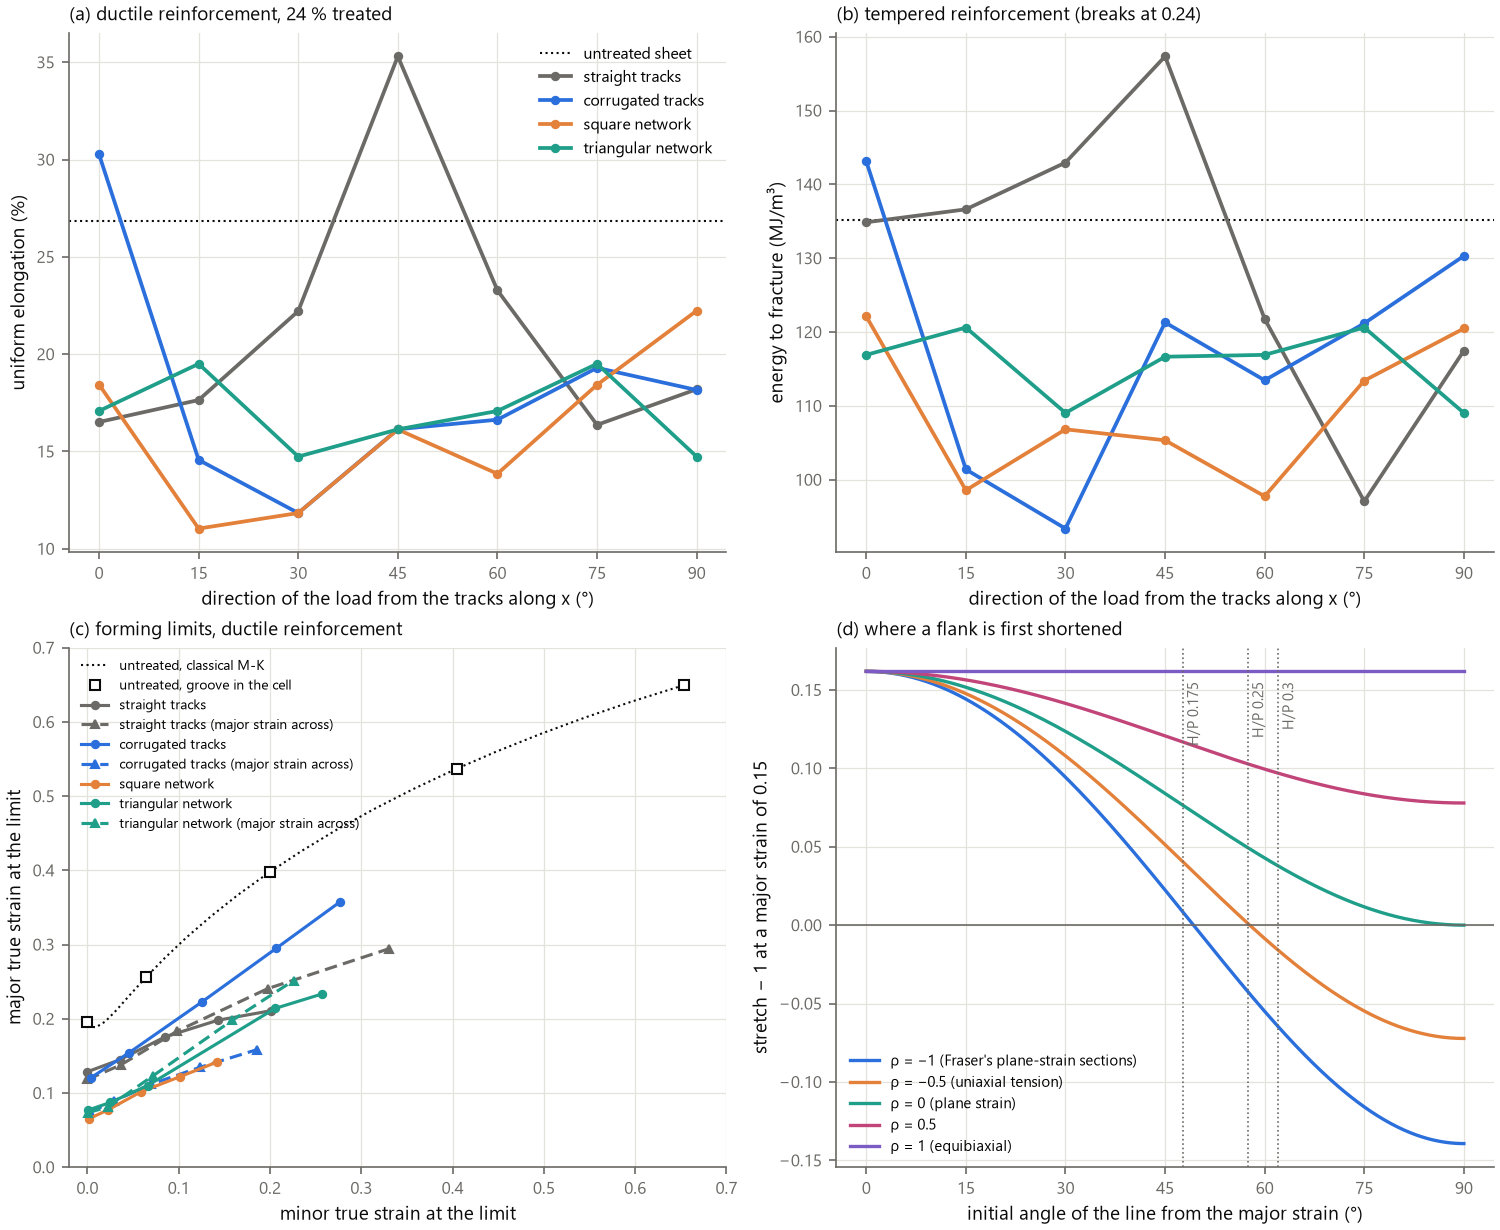 (a) ductile reinforcement, 24 % treated
uniform elongation (%)
35
30
25
20
15
10
untreated sheet
straight tracks
corrugated tracks
square network
triangular network
0 15 30 45 60 75 90
direction of the load from the tracks along x (°)
(b) tempered reinforcement (breaks at 0.24)
energy to fracture (MJ/m³)
160
150
140
130
120
110
100
0 15 30 45 60 75 90
direction of the load from the tracks along x (°)
(c) forming limits, ductile reinforcement
major true strain at the limit
0.7
0.6
0.5
0.4
0.3
0.2
0.1
0.0
untreated, classical M-K
untreated, groove in the cell
straight tracks
straight tracks (major strain across)
corrugated tracks
corrugated tracks (major strain across)
square network
triangular network
triangular network (major strain across)
0.0 0.1 0.2 0.3 0.4 0.5 0.6 0.7
minor true strain at the limit
(d) where a flank is first shortened
stretch − 1 at a major strain of 0.15
0.15
0.10
0.05
0.00
−0.05
−0.10
−0.15
H/P 0.175
H/P 0.25
H/P 0.3
ρ = −1 (Fraser's plane-strain sections)
ρ = −0.5 (uniaxial tension)
ρ = 0 (plane strain)
ρ = 0.5
ρ = 1 (equibiaxial)
0 15 30 45 60 75 90
initial angle of the line from the major strain (°)